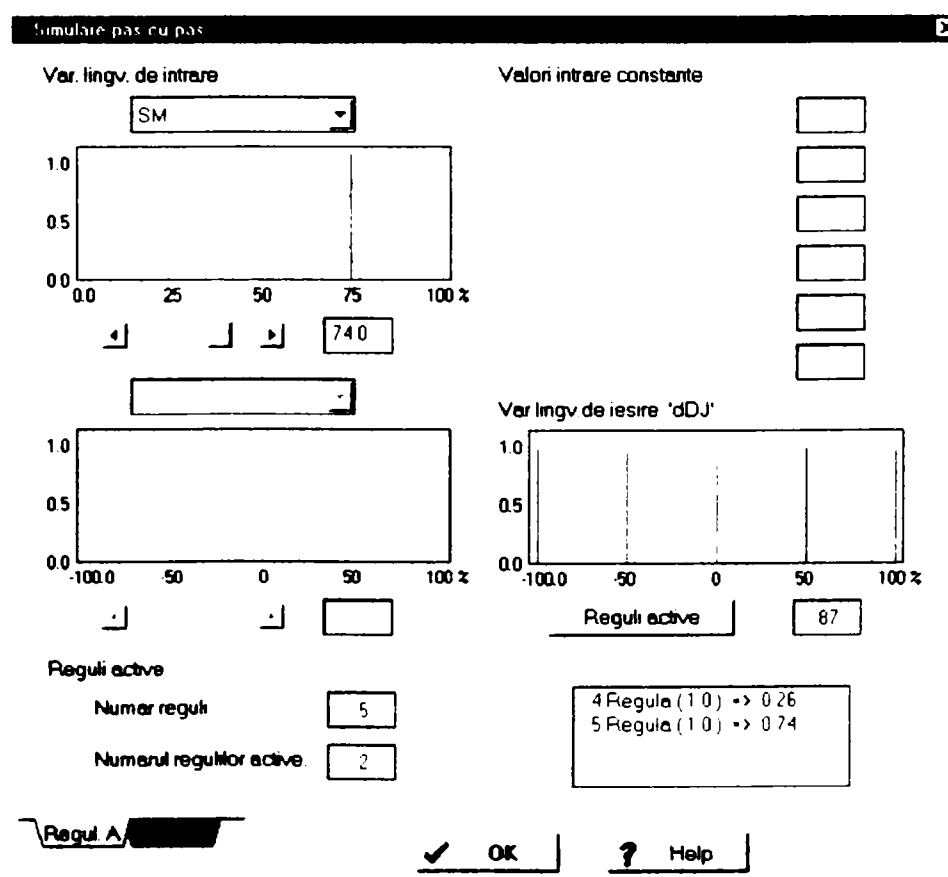 Simulare pas cu pas
Var. lingv. de intrare
SM
1.0
0.5
0.0
0.0 25 50 75 100 %
74.0
1.0
0.5
0.0
-100.0 -50 0 50 100 %
Reguli active
Numar reguli 5
Numarul regulilor active. 2
Regul. A
Valori intrare constante
Var lingv de iesire 'dDJ'
1.0
0.5
0.0
-100.0 -50 0 50 100 %
Reguli active 87
4 Regula (1.0) => 0.26
5 Regula (1.0) => 0.74
OK
? Help